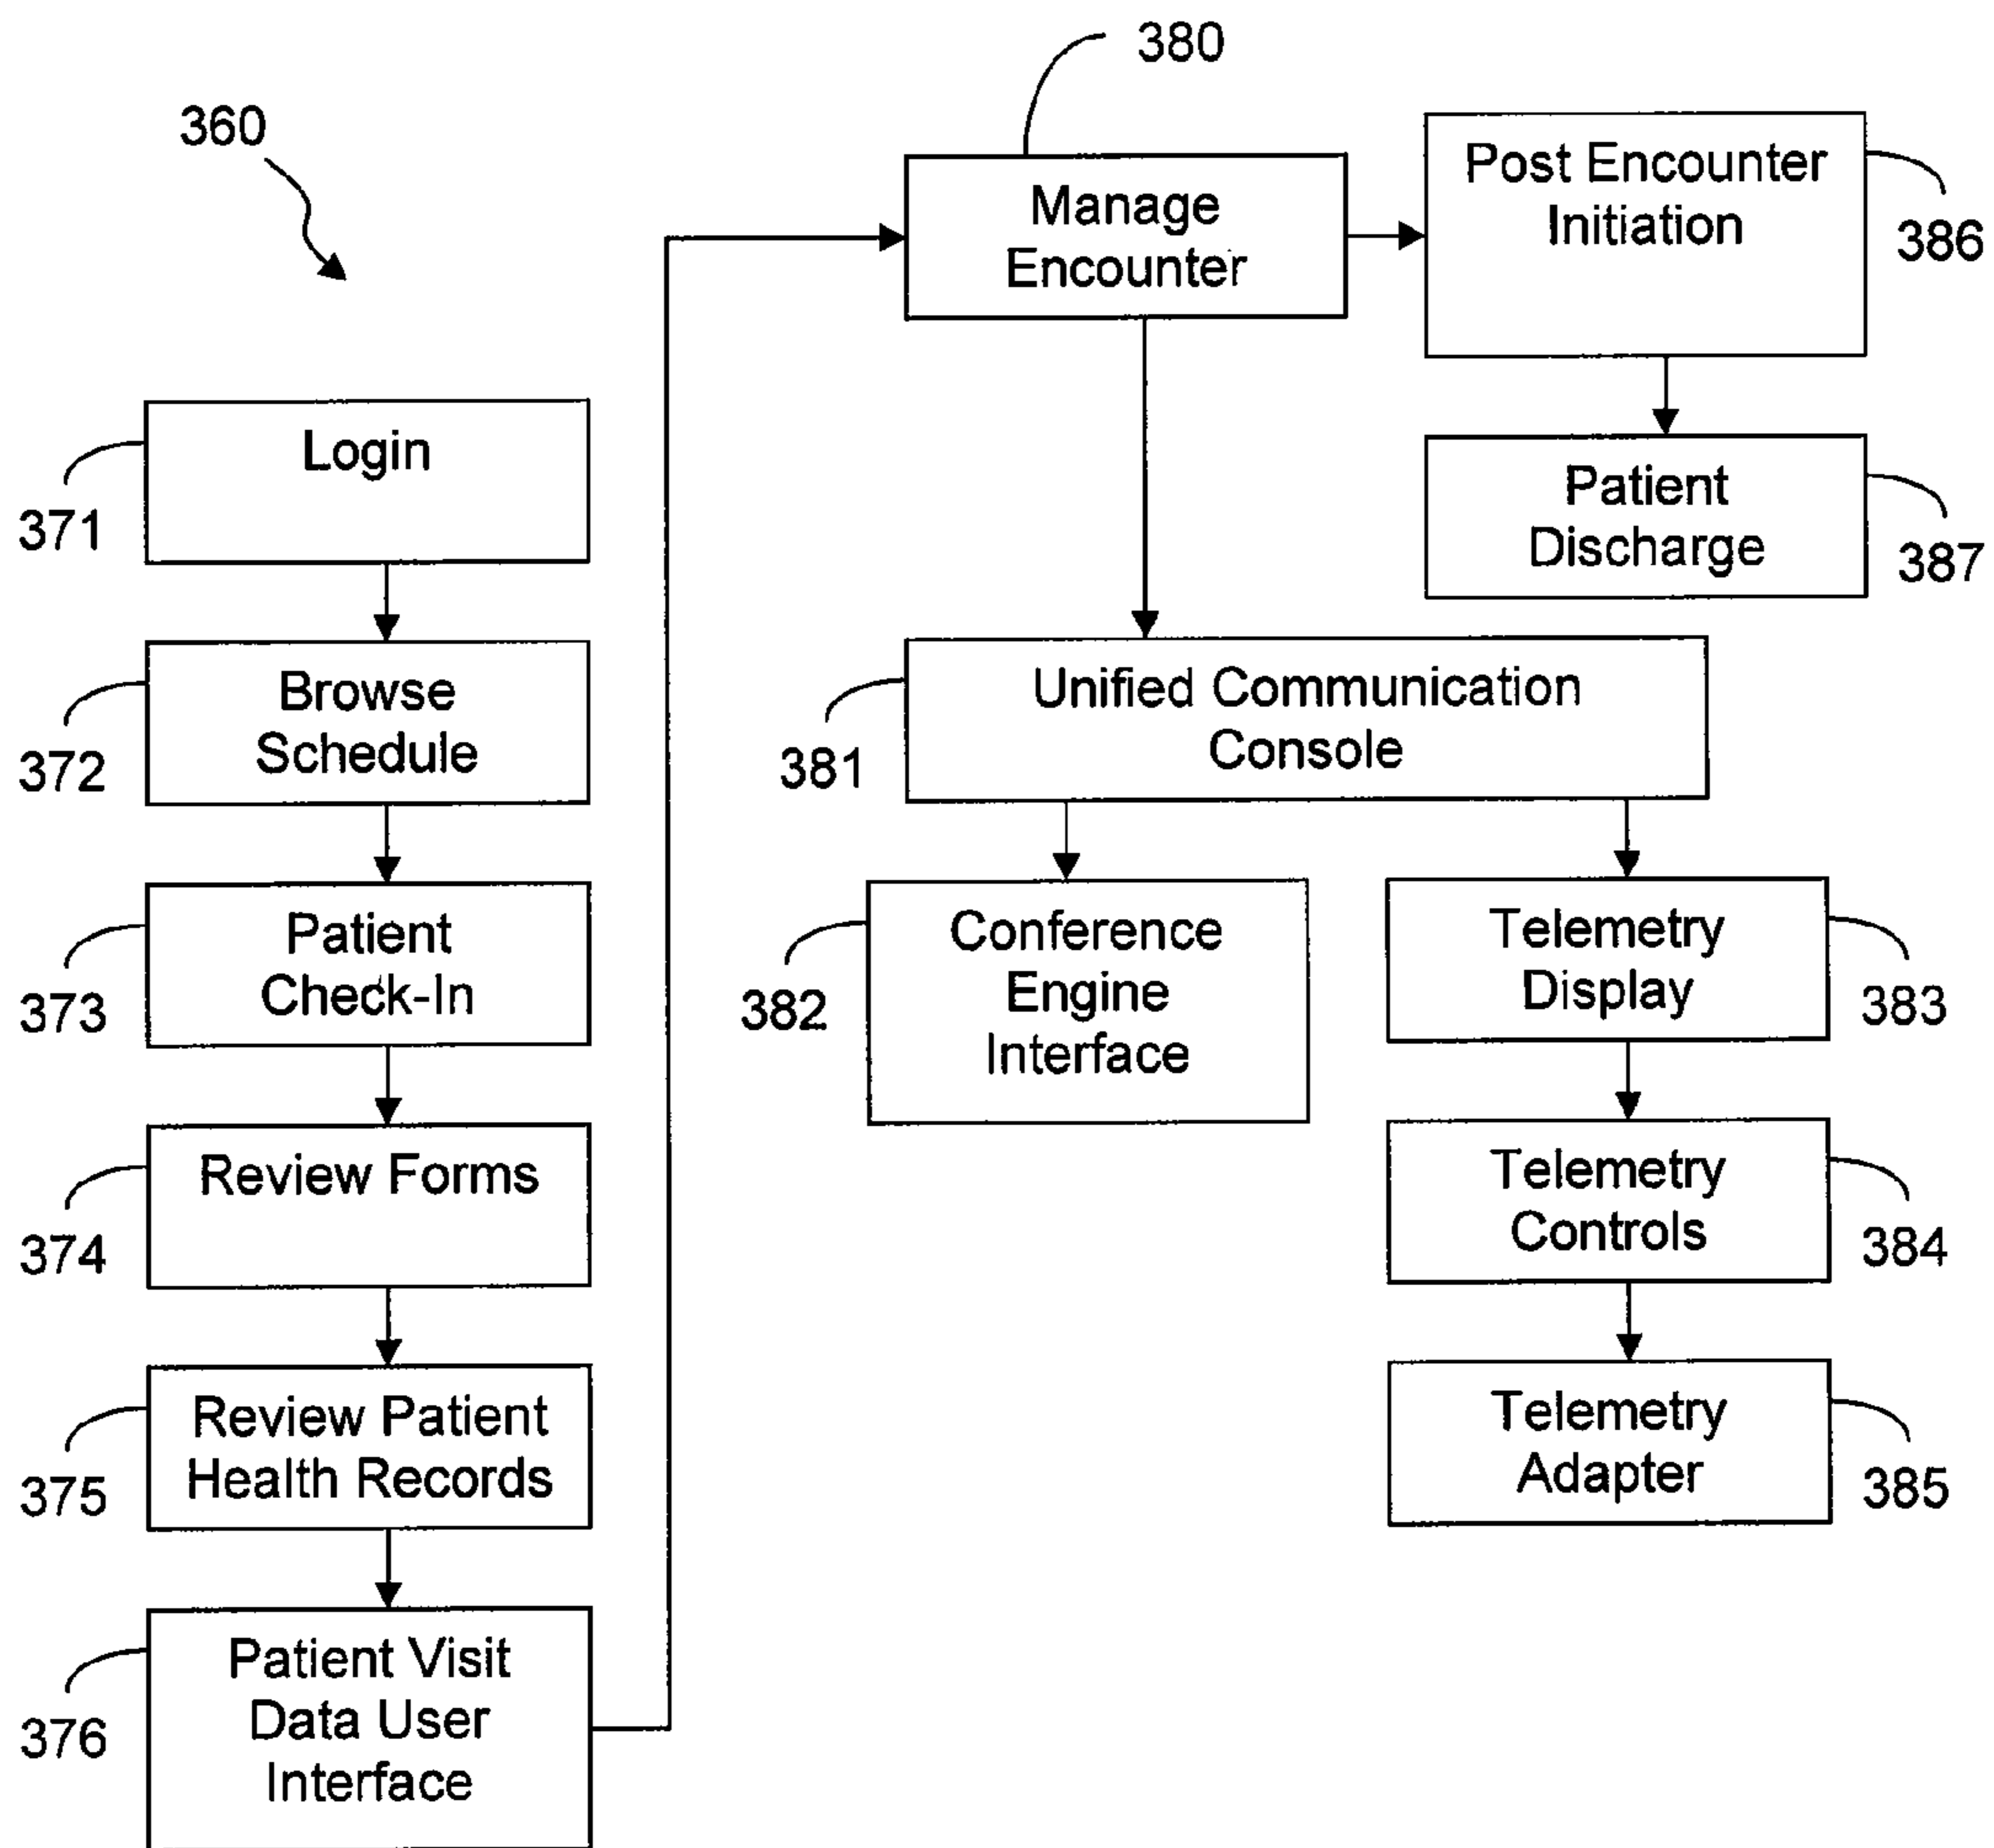 360
Login
371
Browse
Schedule
372
Patient
Check-In
373
Review Forms
374
Review Patient
Health Records
375
Patient Visit
Data User
Interface
376
380
Manage
Encounter
Post Encounter
Initiation
386
Patient
Discharge
387
Unified Communication
Console
381
Conference
Engine
Interface
382
Telemetry
Display
383
Telemetry
Controls
384
Telemetry
Adapter
385